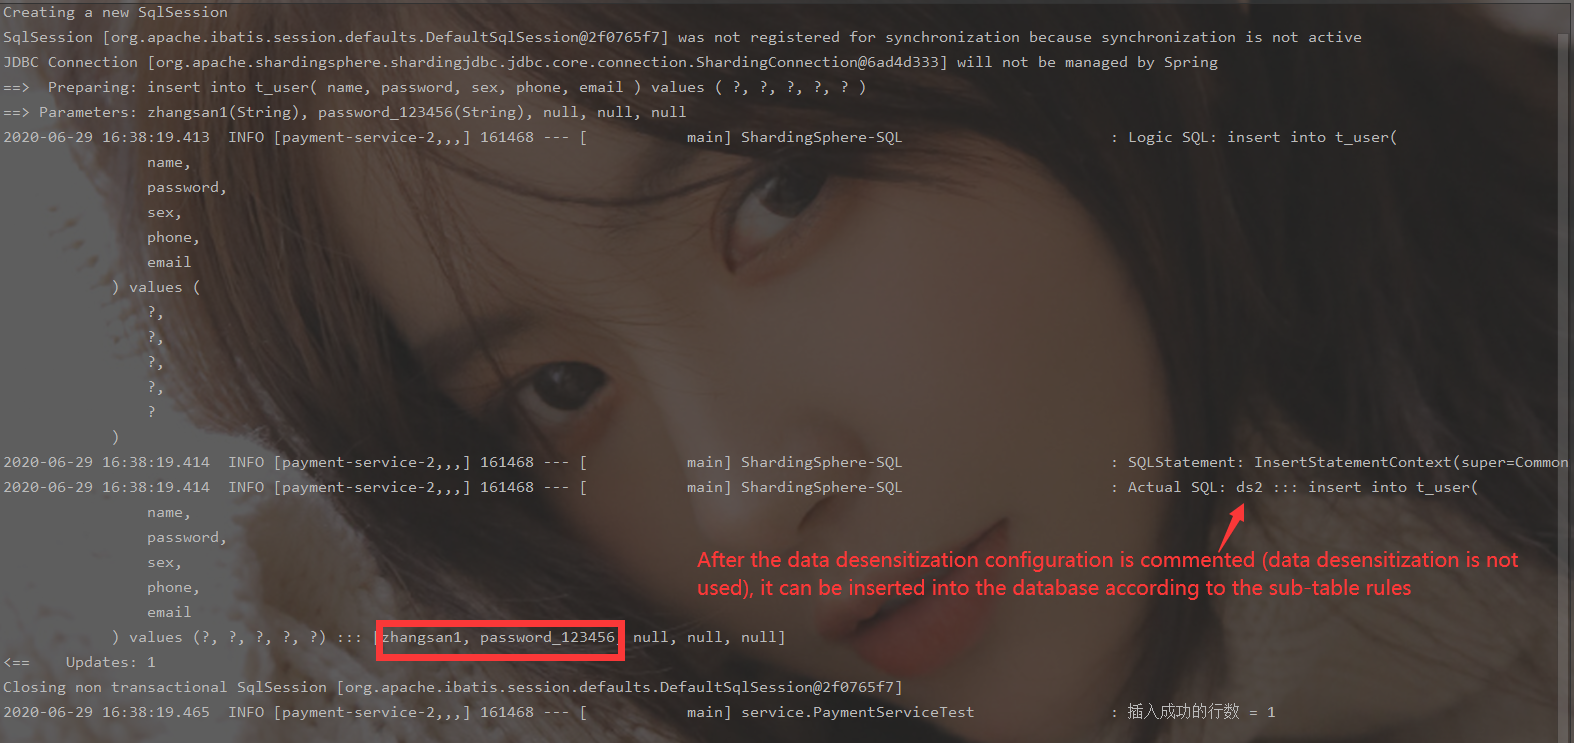 Creating a new SqlSession
SqlSession [org.apache.ibatis.session.defaults.DefaultSqlSession@2f0765f7] was not registered for synchronization because synchronization is not active
JDBC Connection [org.apache.shardingsphere.shardingjdbc.jdbc.core.connection.ShardingConnection@6ad4d333] will not be managed by Spring
==>  Preparing: insert into t_user( name, password, sex, phone, email ) values ( ?, ?, ?, ?, ? )
==> Parameters: zhangsan1(String), password_123456(String), null, null, null
2020-06-29 16:38:19.413  INFO [payment-service-2,,,] 161468 --- [           main] ShardingSphere-SQL                       : Logic SQL: insert into t_user(
name,
password,
sex,
phone,
email
) values (
?,
?,
?,
?,
?
)
2020-06-29 16:38:19.414  INFO [payment-service-2,,,] 161468 --- [           main] ShardingSphere-SQL                       : SQLStatement: InsertStatementContext(super=Common
2020-06-29 16:38:19.414  INFO [payment-service-2,,,] 161468 --- [           main] ShardingSphere-SQL                       : Actual SQL: ds2 ::: insert into t_user(
name,
password,
sex,
phone,
email
After the data desensitization configuration is commented (data desensitization is not
used), it can be inserted into the database according to the sub-table rules
) values (?, ?, ?, ?, ?) ::: [zhangsan1, password_123456, null, null, null]
<==    Updates: 1
Closing non transactional SqlSession [org.apache.ibatis.session.defaults.DefaultSqlSession@2f0765f7]
2020-06-29 16:38:19.465  INFO [payment-service-2,,,] 161468 --- [           main] service.PaymentServiceTest               : 插入成功的行数 = 1